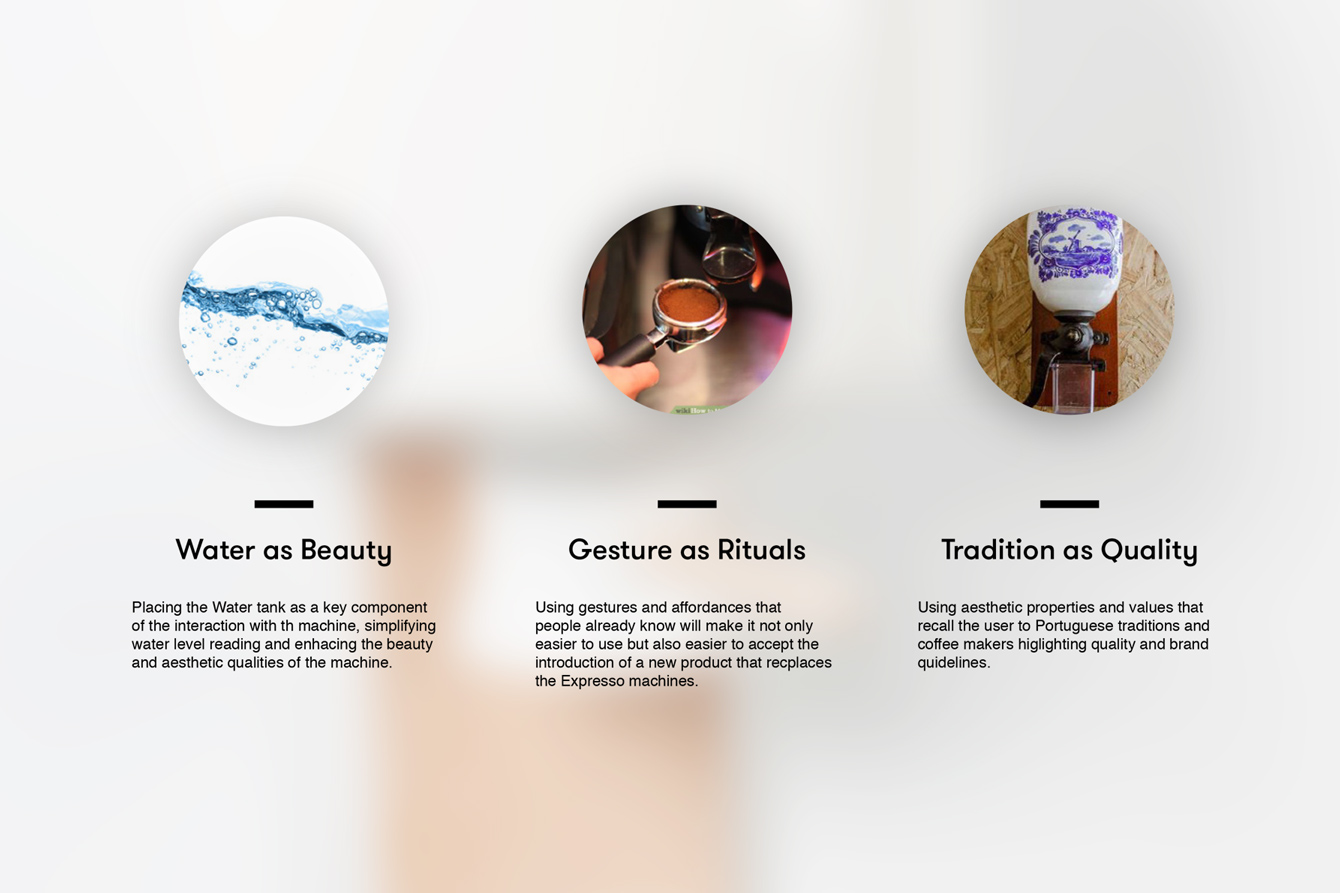 wikiHow to
Water as Beauty
Placing the Water tank as a key component
of the interaction with th machine, simplifying
water level reading and enhacing the beauty
and aesthetic qualities of the machine.
Gesture as Rituals
Using gestures and affordances that
people already know will make it not only
easier to use but also easier to accept the
introduction of a new product that recplaces
the Expresso machines.
Tradition as Quality
Using aesthetic properties and values that
recall the user to Portuguese traditions and
coffee makers higlighting quality and brand
quidelines.